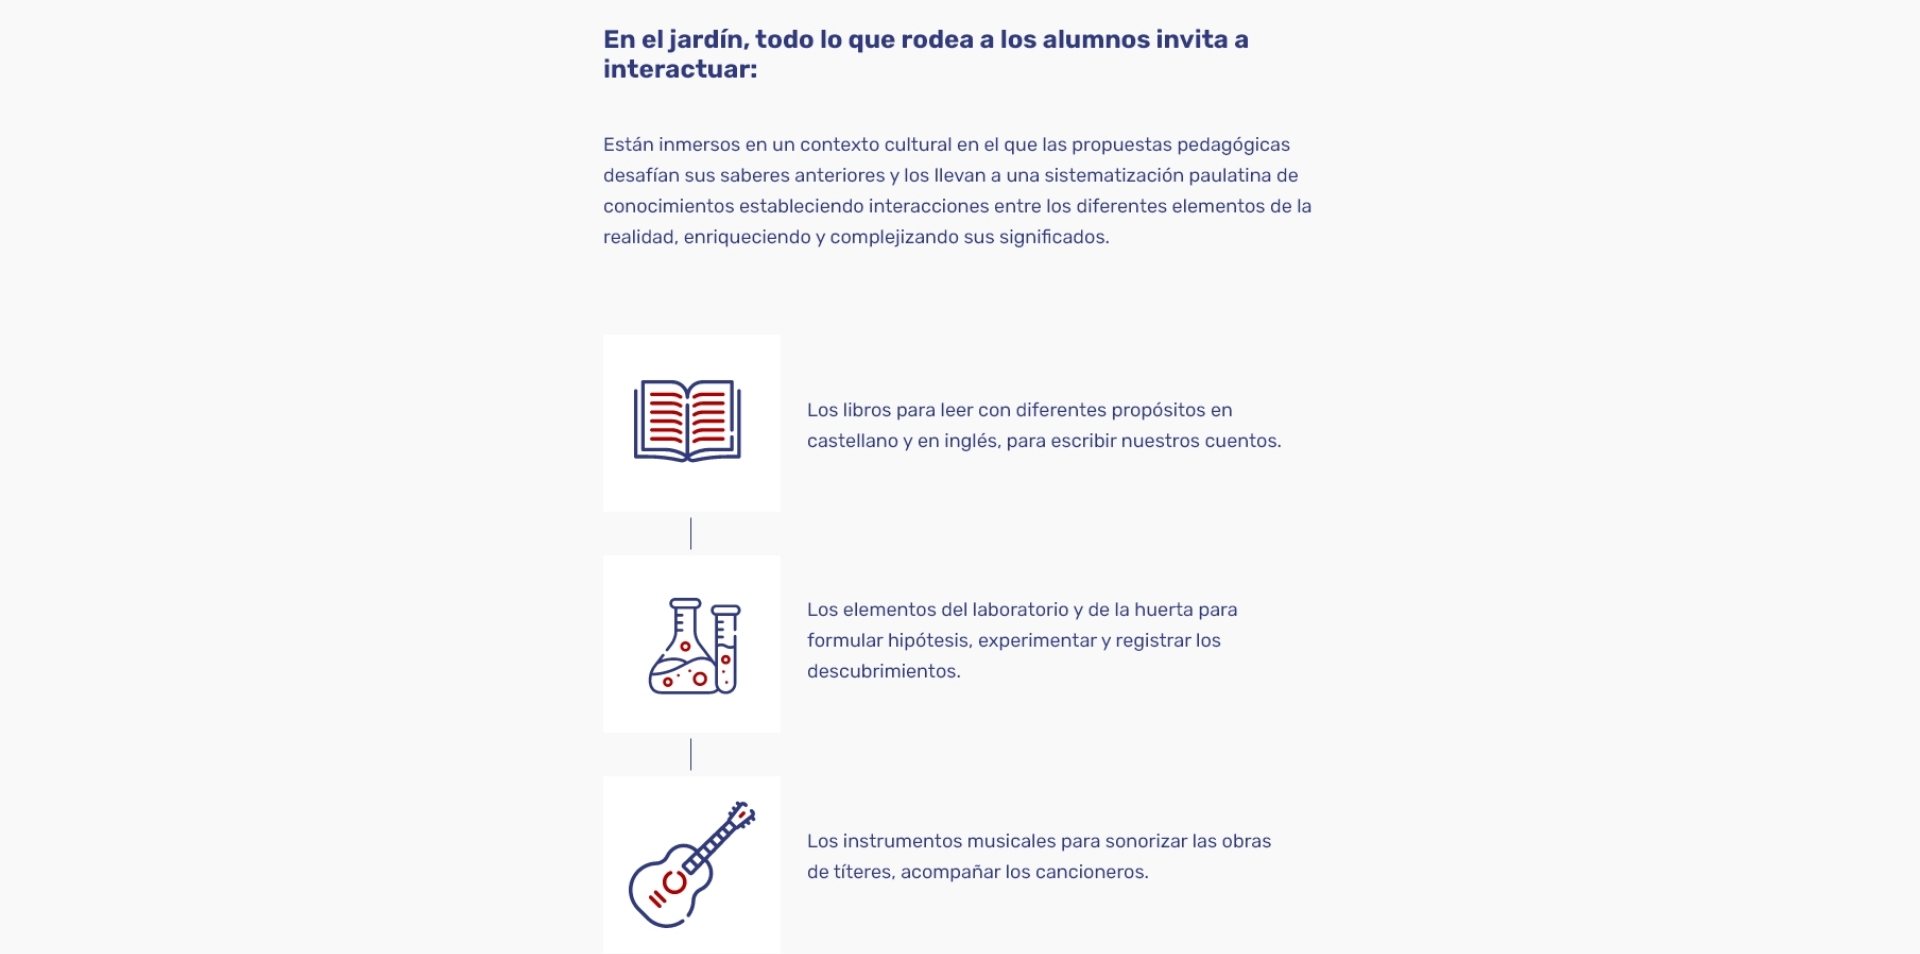 En el jardín, todo lo que rodea a los alumnos invita a
interactuar:
Están inmersos en un contexto cultural en el que las propuestas pedagógicas
desafían sus saberes anteriores y los llevan a una sistematización paulatina de
conocimientos estableciendo interacciones entre los diferentes elementos de la
realidad, enriqueciendo y complejizando sus significados.
Los libros para leer con diferentes propósitos en
castellano y en inglés, para escribir nuestros cuentos.
Los elementos del laboratorio y de la huerta para
formular hipótesis, experimentar y registrar los
descubrimientos.
Los instrumentos musicales para sonorizar las obras
de títeres, acompañar los cancioneros.